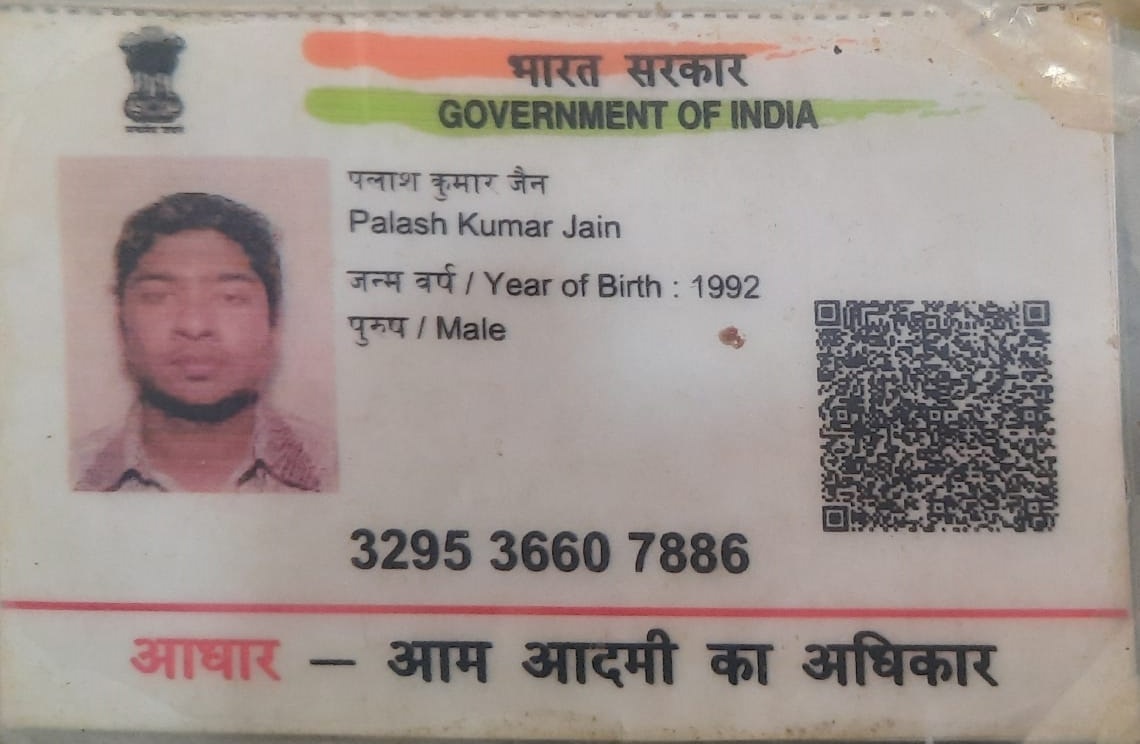 भारत सरकार
GOVERNMENT OF INDIA
पलाश कुमार जैन
Palash Kumar Jain
जन्म वर्ष / Year of Birth : 1992
पुरुष / Male
3295 3660 7886
आधार – आम आदमी का अधिकार